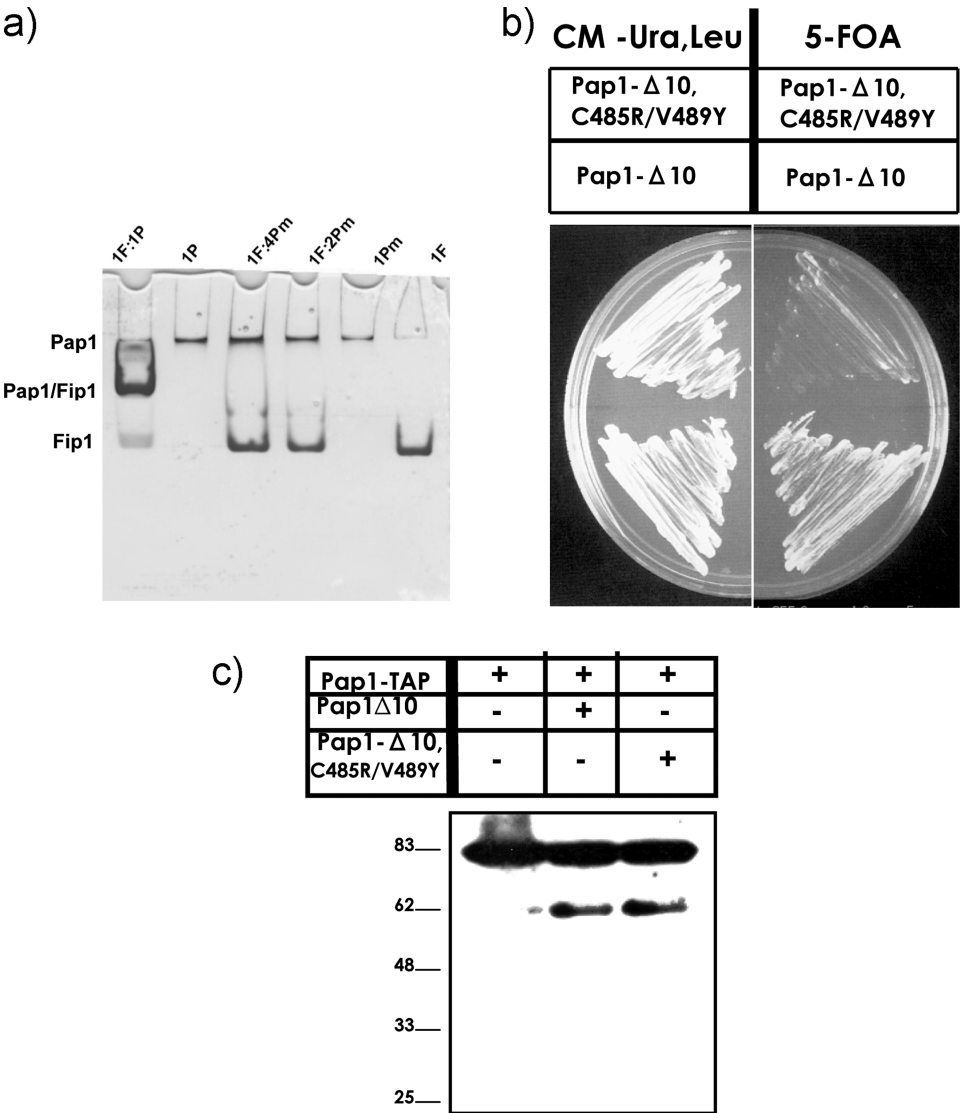 a)
1F:1P
1P
1F:4Pm
1F:2Pm
1Pm
1F
Pap1
Pap1/Fip1
Fip1
b)
CM -Ura,Leu
5-FOA
Pap1-Δ10,
C485R/V489Y
Pap1-Δ10,
C485R/V489Y
Pap1-Δ10
Pap1-Δ10
c)
Pap1-TAP + + +
Pap1Δ10 - + -
Pap1-Δ10,
C485R/V489Y - - +
83
62
48
33
25